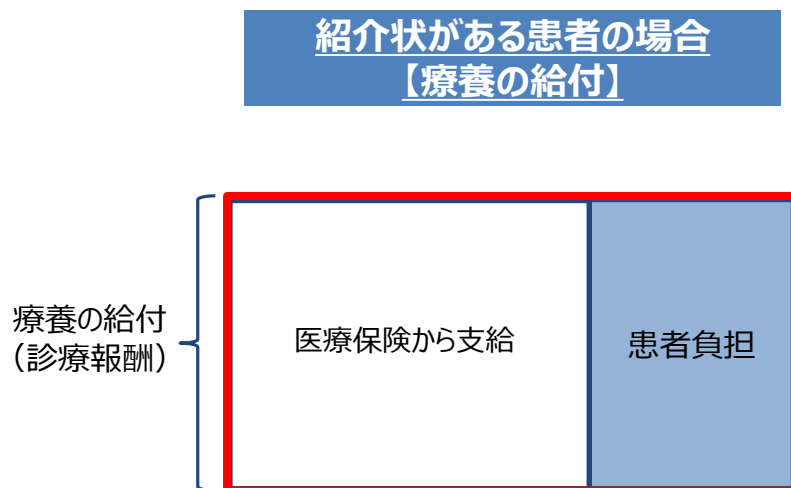 紹介状がある患者の場合
【療養の給付】
療養の給付
（診療報酬）
医療保険から支給
患者負担